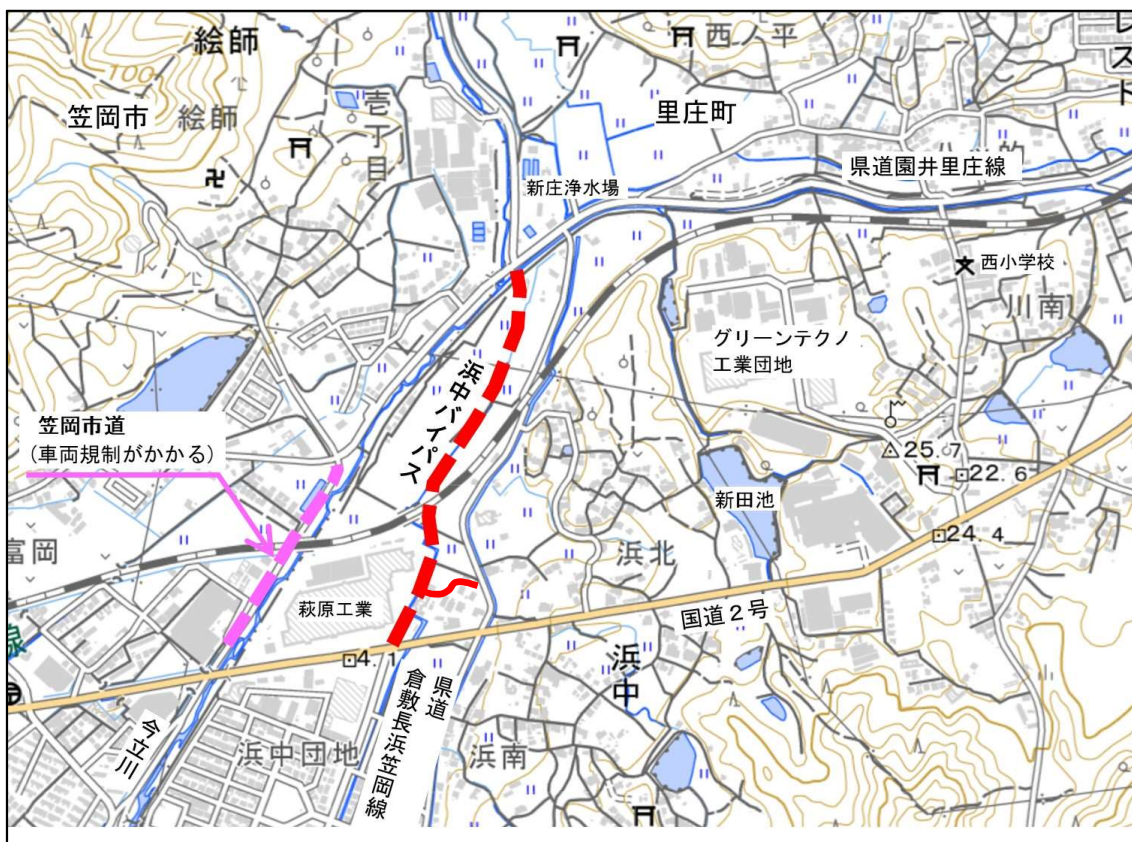 絵師
100
笠岡市
絵師
壱丁目
西ノ平
里庄町
レスト
県道園井里庄線
新庄浄水場
西小学校
川南
グリーンテクノ
工業団地
浜中バイパス
笠岡市道
(車両規制がかかる)
25.7
22.6
新田池
24.4
富岡
浜北
萩原工業
国道2号
線
4.1
浜中
県道
倉敷長浜笠岡線
今立川
浜中団地
浜南